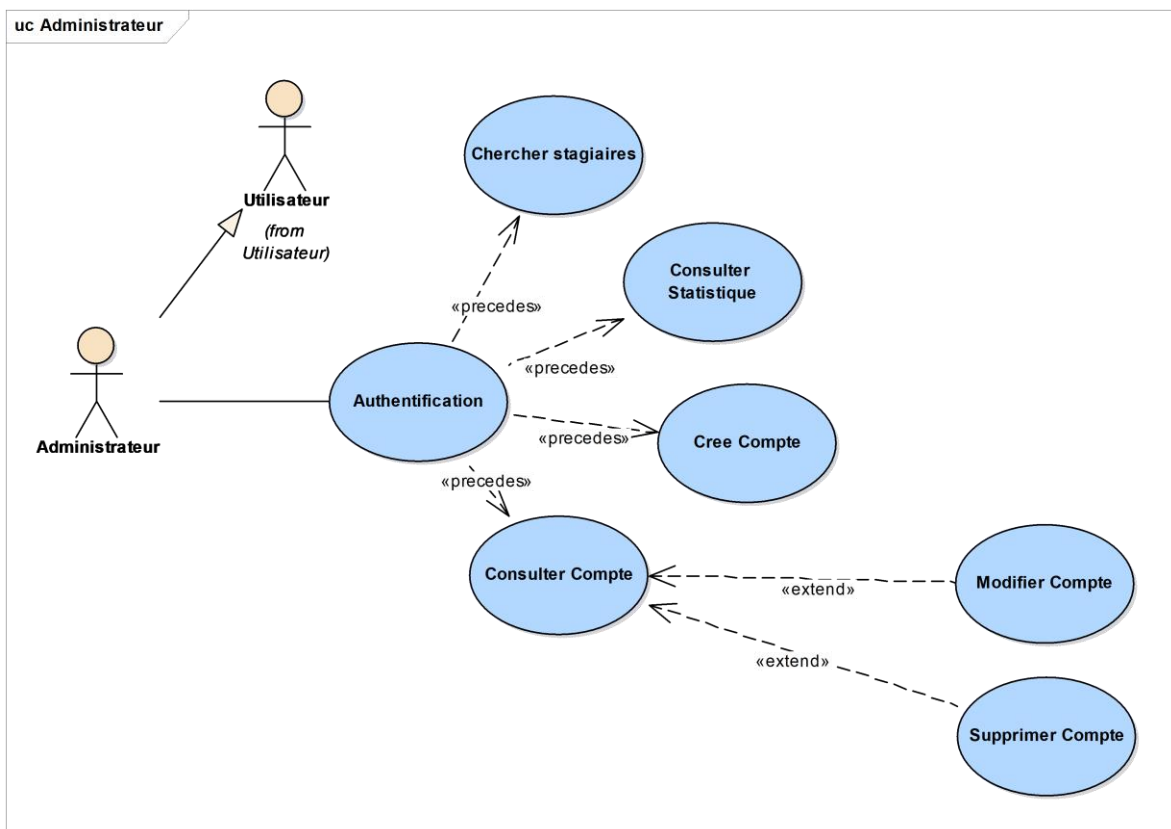 uc Administrateur
Utilisateur
(from
Utilisateur)
Administrateur
Chercher stagiaires
«precedes»
Consulter
Statistique
«precedes»
Authentification
«precedes»
Cree Compte
«precedes»
Consulter Compte
«extend»
Modifier Compte
«extend»
Supprimer Compte